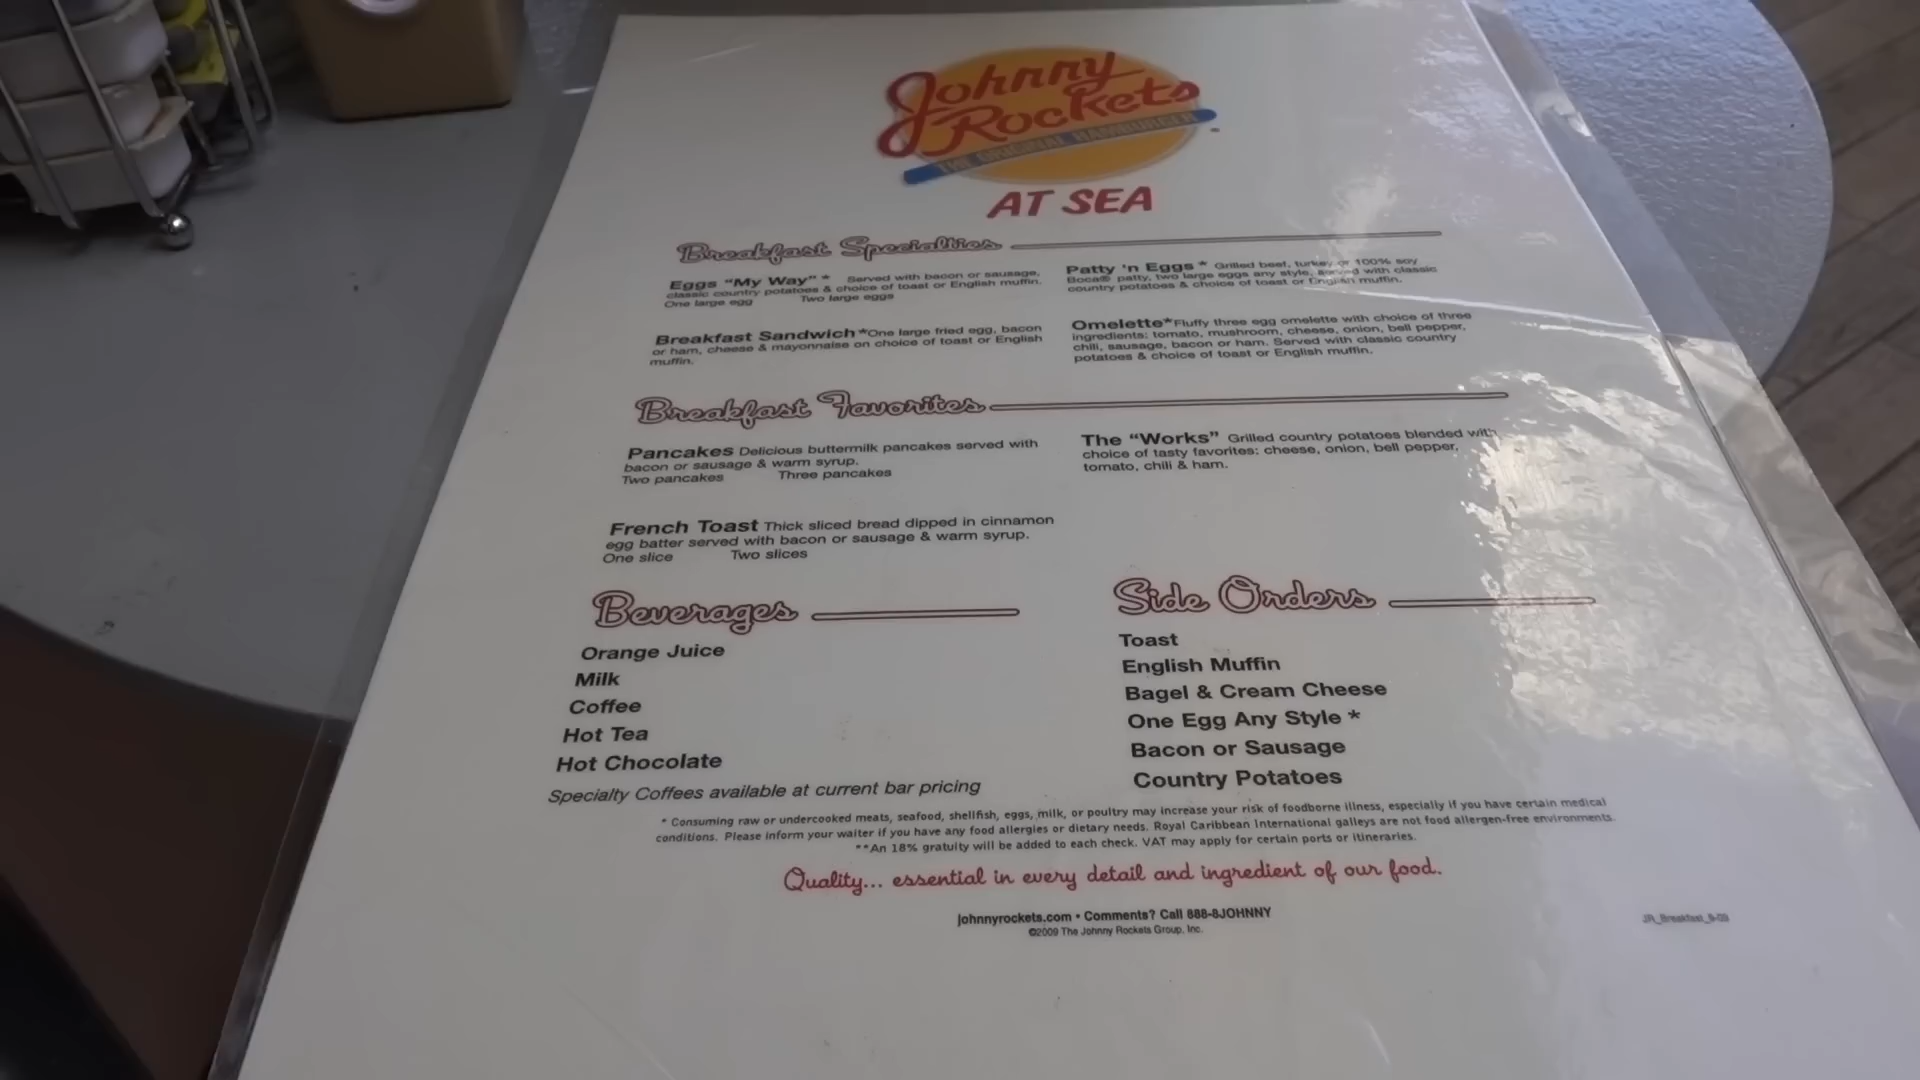 Johnny
Rockets
THE ORIGINAL HAMBURGER
AT SEA
Breakfast Specialties
Eggs "My Way" * Served with bacon or sausage,
classic country potatoes & choice of toast or English muffin.
One large egg Two large eggs
Patty 'n Eggs * Grilled beef, turkey or 100% soy
Boca® patty, two large eggs any style, served with classic
country potatoes & choice of toast or English muffin.
Breakfast Sandwich *One large fried egg, bacon
or ham, cheese & mayonnaise on choice of toast or English
muffin.
Omelette*Fluffy three egg omelette with choice of three
ingredients: tomato, mushroom, cheese, onion, bell pepper,
chili, sausage, bacon or ham. Served with classic country
potatoes & choice of toast or English muffin.
Breakfast Favorites
Pancakes Delicious buttermilk pancakes served with
bacon or sausage & warm syrup.
Two pancakes Three pancakes
The "Works" Grilled country potatoes blended with
choice of tasty favorites: cheese, onion, bell pepper,
tomato, chili & ham.
French Toast Thick sliced bread dipped in cinnamon
egg batter served with bacon or sausage & warm syrup.
One slice Two slices
Beverages
Orange Juice
Milk
Coffee
Hot Tea
Hot Chocolate
Specialty Coffees available at current bar pricing
Side Orders
Toast
English Muffin
Bagel & Cream Cheese
One Egg Any Style *
Bacon or Sausage
Country Potatoes
* Consuming raw or undercooked meats, seafood, shellfish, eggs, milk, or poultry may increase your risk of foodborne illness, especially if you have certain medical
conditions. Please inform your waiter if you have any food allergies or dietary needs. Royal Caribbean International galleys are not food allergen-free environments.
**An 18% gratuity will be added to each check. VAT may apply for certain ports or itineraries.
Quality... essential in every detail and ingredient of our food.
johnnyrockets.com • Comments? Call 888-8JOHNNY
©2009 The Johnny Rockets Group, Inc.